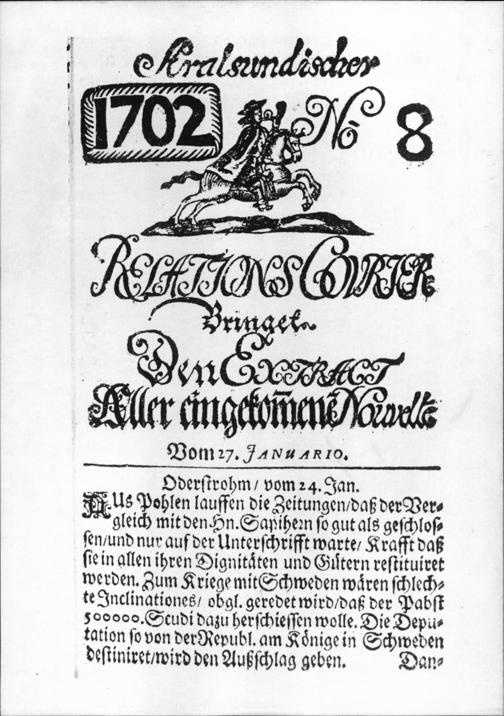 Stralsundischer
1702
No 8
RELATIONS COURIER
Bringet
Den EXTRACT
Aller eingekom̃ene Nouvelle
Vom 27. JANUARIO.
Oderstrohm / vom 24. Jan.
AUs Pohlen lauffen die Zeitungen/daß der Ver-
gleich mit den Hn. Sapihern so gut als geschlos-
sen/und nur auf der Unterschrifft warte/ Krafft daß
sie in allen ihren Dignitäten und Gütern restituiret
werden. Zum Kriege mit Schweden wären schlech-
te Inclinationes/ obgl. geredet wird/daß der Pabst
500000. Scudi dazu herschiessen wolle. Die Depu-
tation so von der Republ. am Könige in Schweden
destiniret/wird den Außschlag geben. Dan-